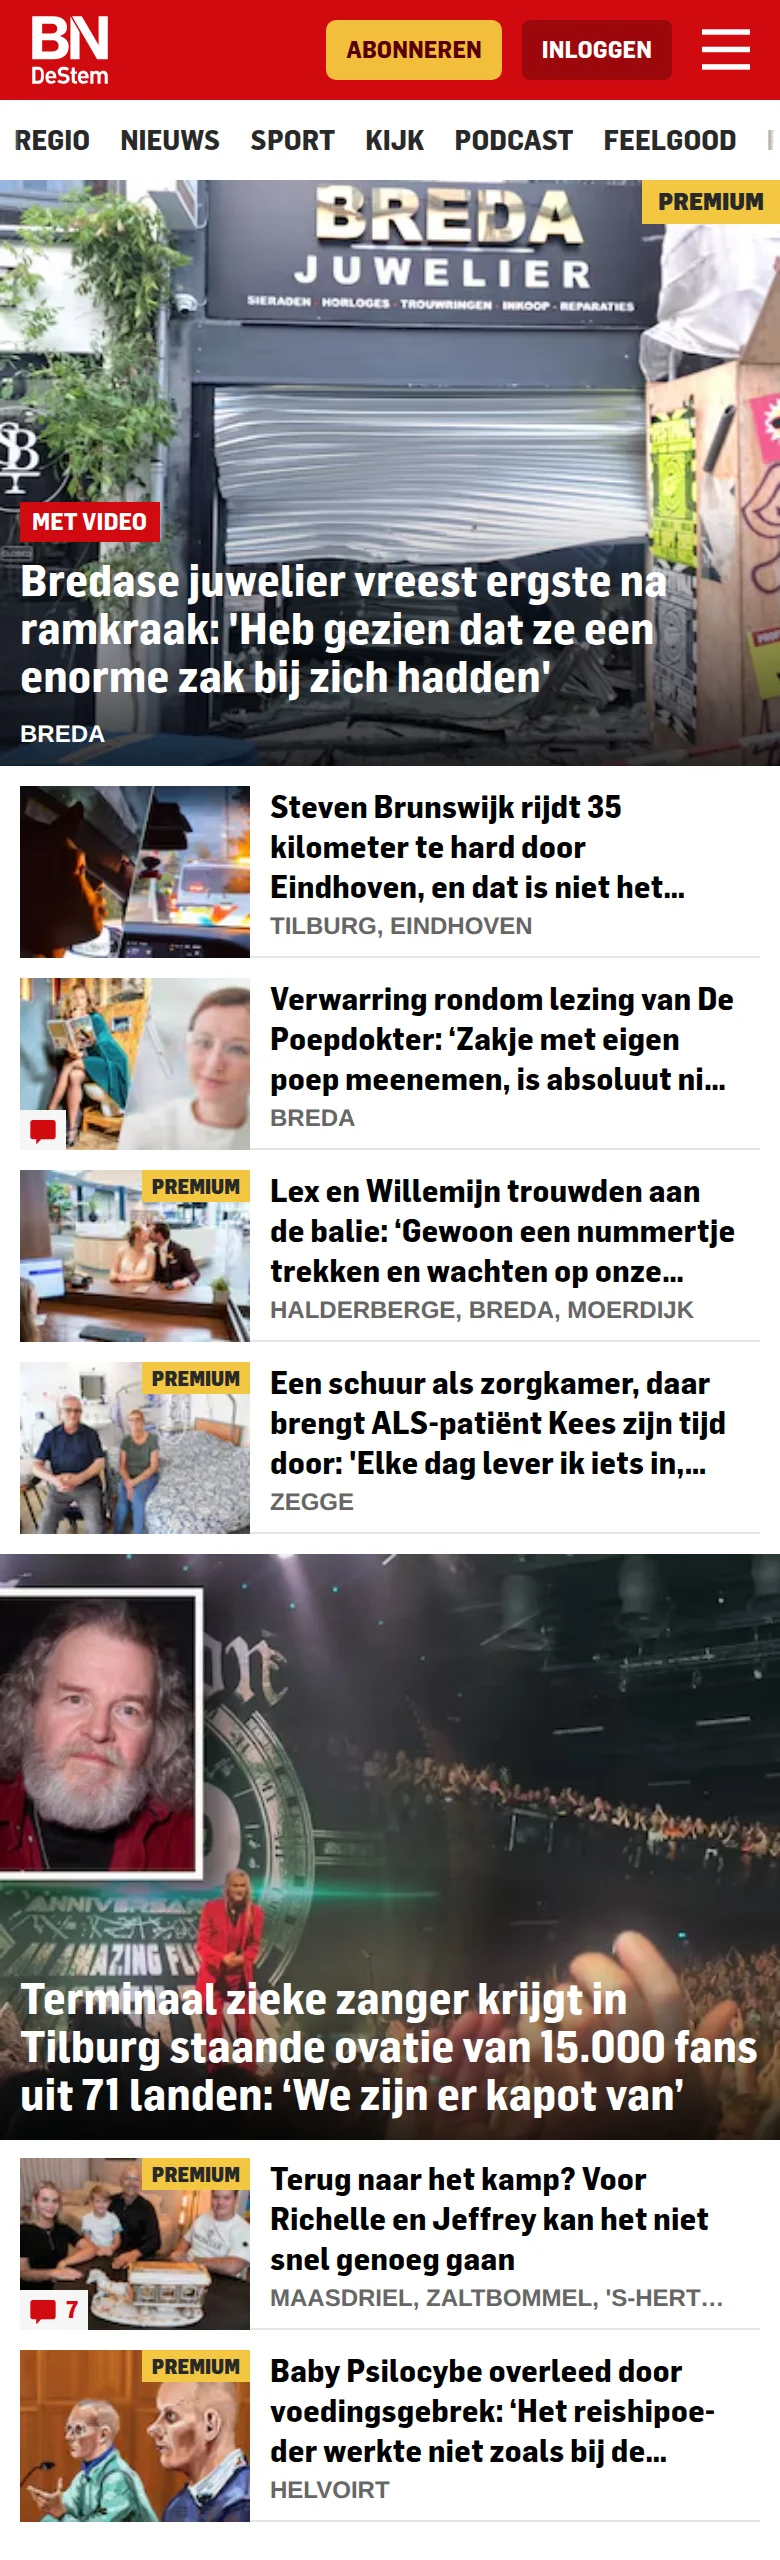 BN
DeStem
ABONNEREN
INLOGGEN
REGIO NIEUWS SPORT KIJK PODCAST FEELGOOD
PREMIUM
BREDA
JUWELIER
SIERADEN · HORLOGES · TROUWRINGEN · INKOOP · REPARATIES
SB
MET VIDEO
Bredase juwelier vreest ergste na
ramkraak: 'Heb gezien dat ze een
enorme zak bij zich hadden'
BREDA
Steven Brunswijk rijdt 35
kilometer te hard door
Eindhoven, en dat is niet het...
TILBURG, EINDHOVEN
Verwarring rondom lezing van De
Poepdokter: ‘Zakje met eigen
poep meenemen, is absoluut ni...
BREDA
PREMIUM
Lex en Willemijn trouwden aan
de balie: ‘Gewoon een nummertje
trekken en wachten op onze...
HALDERBERGE, BREDA, MOERDIJK
PREMIUM
Een schuur als zorgkamer, daar
brengt ALS-patiënt Kees zijn tijd
door: 'Elke dag lever ik iets in,...
ZEGGE
on
ANNIVERSA
AMAZING FL
Terminaal zieke zanger krijgt in
Tilburg staande ovatie van 15.000 fans
uit 71 landen: ‘We zijn er kapot van’
PREMIUM
7
Terug naar het kamp? Voor
Richelle en Jeffrey kan het niet
snel genoeg gaan
MAASDRIEL, ZALTBOMMEL, 'S-HERT...
PREMIUM
Baby Psilocybe overleed door
voedingsgebrek: ‘Het reishipoe-
der werkte niet zoals bij de...
HELVOIRT